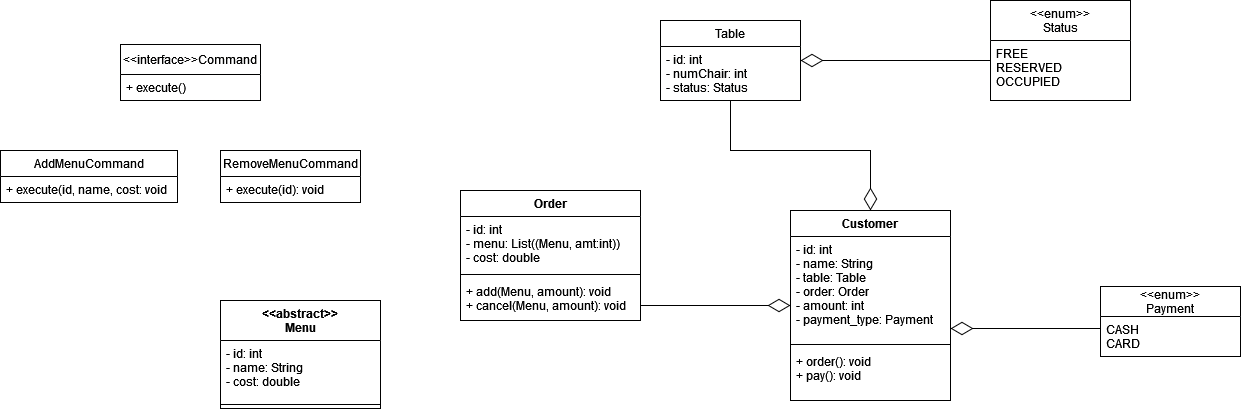 <<interface>>Command
+ execute()
AddMenuCommand
+ execute(id, name, cost: void
RemoveMenuCommand
+ execute(id): void
<<abstract>>
Menu
- id: int
- name: String
- cost: double
Order
- id: int
- menu: List((Menu, amt:int))
- cost: double
+ add(Menu, amount): void
+ cancel(Menu, amount): void
Table
- id: int
- numChair: int
- status: Status
<<enum>>
Status
FREE
RESERVED
OCCUPIED
Customer
- id: int
- name: String
- table: Table
- order: Order
- amount: int
- payment_type: Payment
+ order(): void
+ pay(): void
<<enum>>
Payment
CASH
CARD